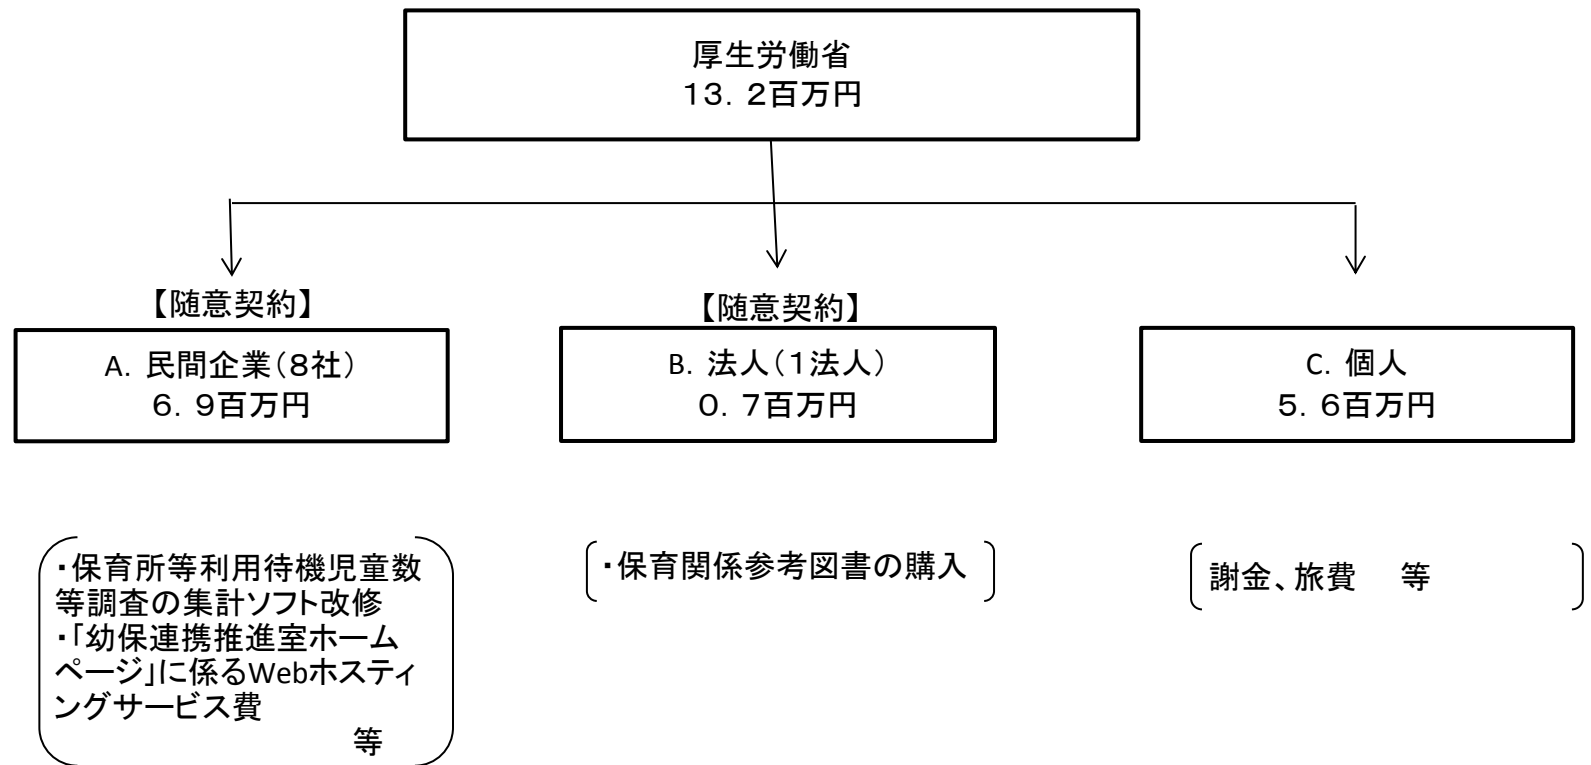 厚生労働省
13．2百万円
【随意契約】
【随意契約】
A．民間企業（８社）
６．９百万円
B．法人（１法人）
０．７百万円
C．個人
５．６百万円
・保育所等利用待機児童数
等調査の集計ソフト改修
・「幼保連携推進室ホーム
ページ」に係るWebホスティ
ングサービス費
等
・保育関係参考図書の購入
謝金、旅費　等